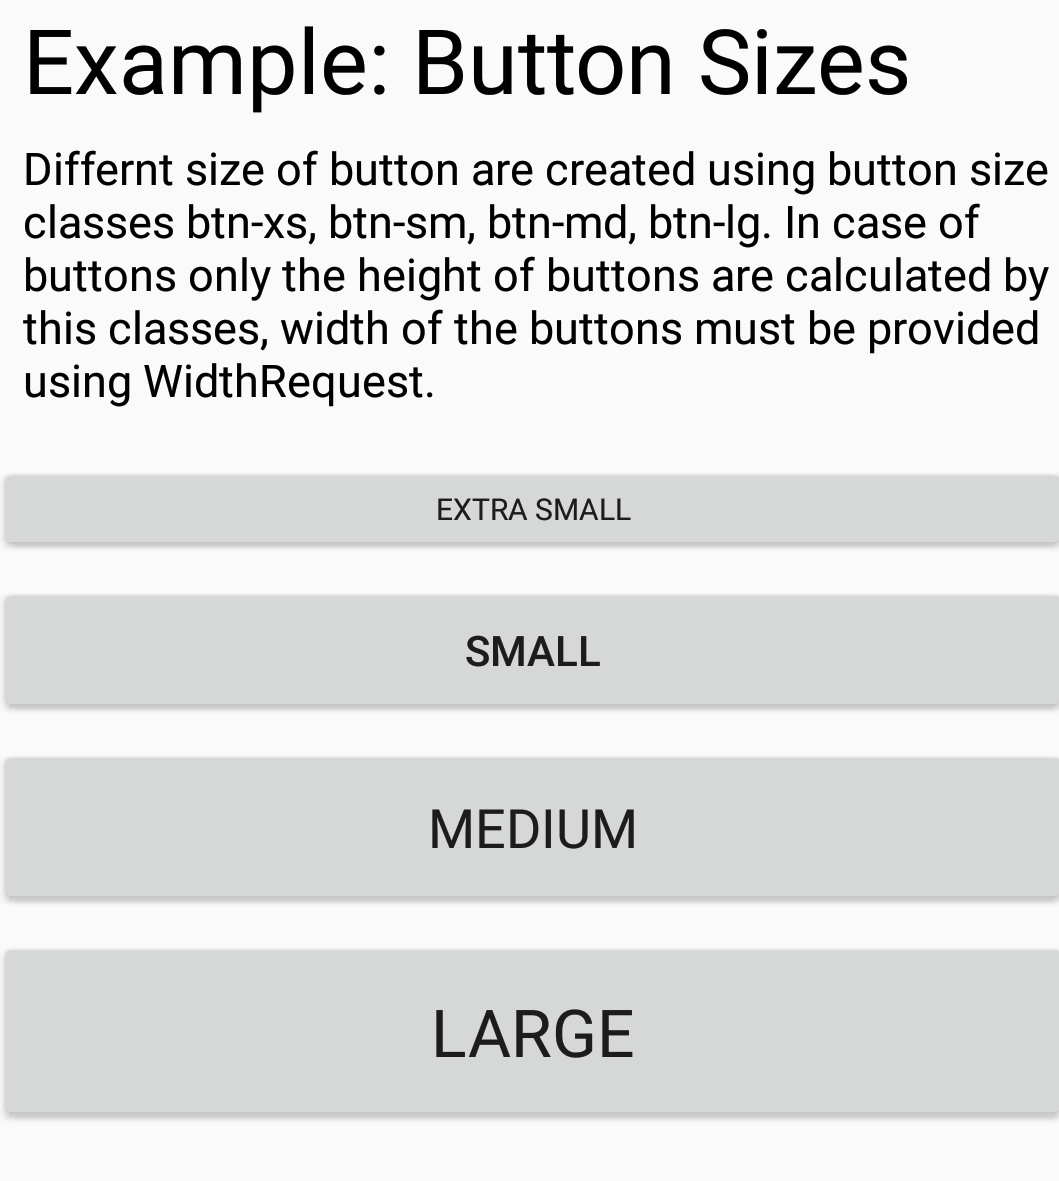 Example: Button Sizes
Differnt size of button are created using button size
classes btn-xs, btn-sm, btn-md, btn-lg. In case of
buttons only the height of buttons are calculated by
this classes, width of the buttons must be provided
using WidthRequest.
EXTRA SMALL
SMALL
MEDIUM
LARGE